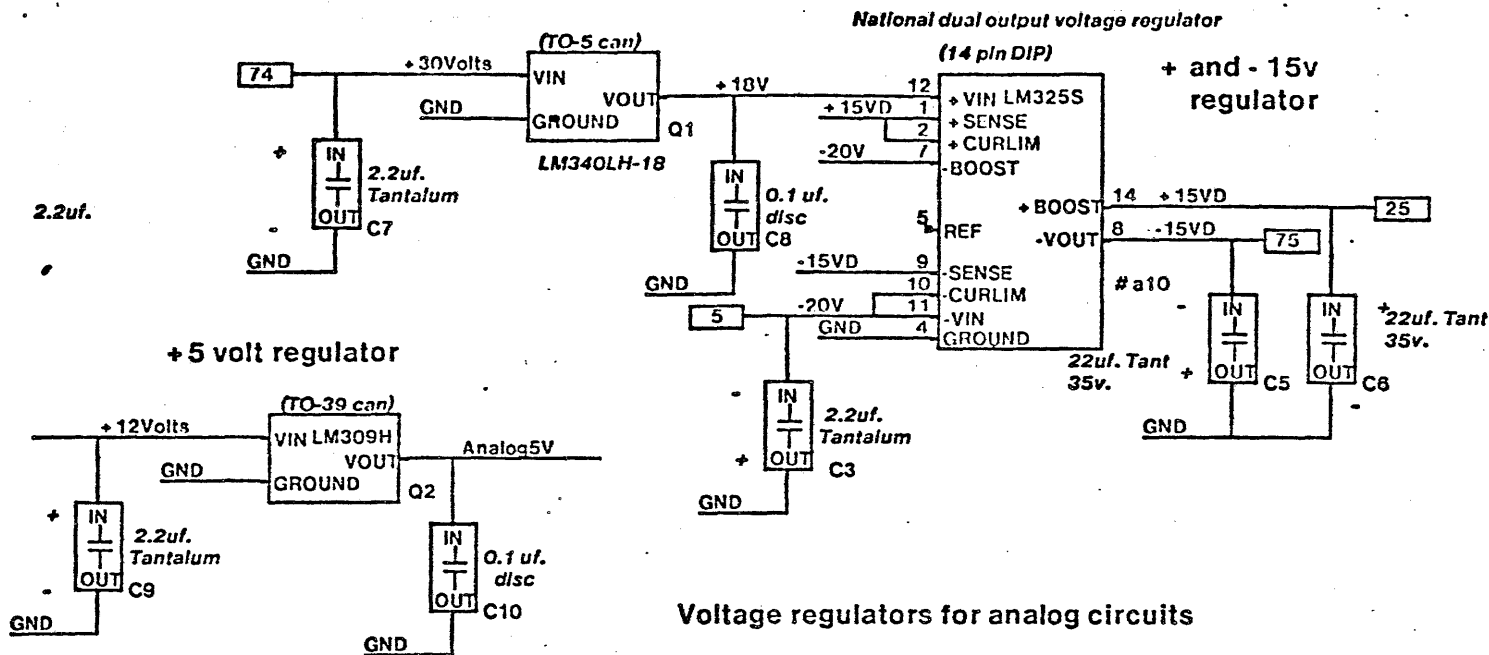 National dual output voltage regulator
(TO-5 can)
(14 pin DIP)
+ and - 15v
regulator
74
+30Volts
VIN
VOUT
GROUND
GND
Q1
LM340LH-18
+18V
12
+VIN LM325S
+15VD
1
+SENSE
2
+CURLIM
-20V
7
-BOOST
+
IN
OUT
-
2.2uf.
Tantalum
C7
GND
2.2uf.
IN
OUT
0.1 uf.
disc
C8
GND
5
REF
+BOOST
14
+15VD
25
-VOUT
8
-15VD
75
-15VD
9
-SENSE
10
-CURLIM
5
-20V
11
-VIN
GND
4
GROUND
#a10
-
IN
OUT
+
22uf. Tant
35v.
C5
IN
OUT
+
22uf. Tant
35v.
C6
-
GND
-
IN
OUT
+
2.2uf.
Tantalum
C3
GND
+5 volt regulator
(TO-39 can)
+12Volts
VIN LM309H
VOUT
GROUND
GND
Q2
Analog5V
+
IN
OUT
-
2.2uf.
Tantalum
C9
GND
IN
OUT
0.1 uf.
disc
C10
GND
Voltage regulators for analog circuits